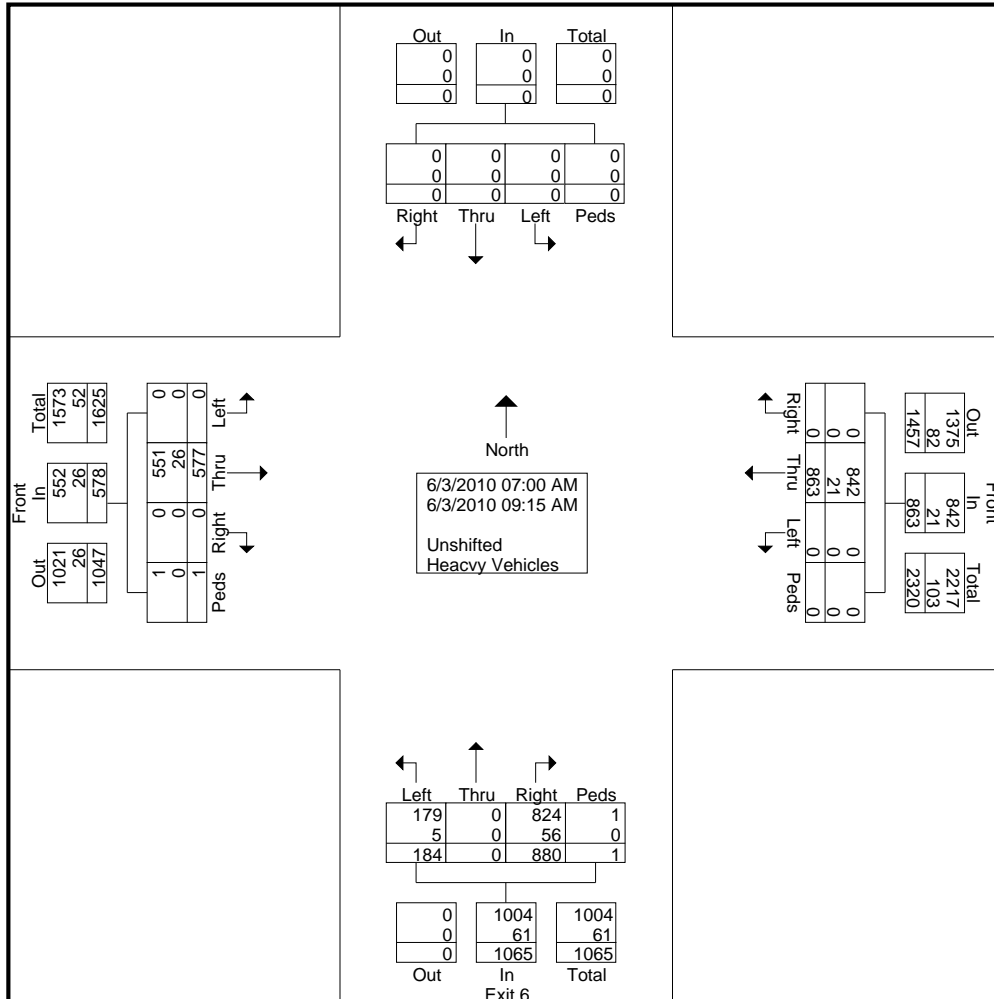 Out In Total
0 0 0
0 0 0
0 0 0
0 0 0 0
0 0 0 0
0 0 0 0
Right Thru Left Peds
Front
Total In Out
1573 552 1021
52 26 26
1625 578 1047
0 551 0 1
0 26 0 0
0 577 0 1
Left Thru Right Peds
North
6/3/2010 07:00 AM
6/3/2010 09:15 AM
Unshifted
Heacvy Vehicles
Right Thru Left Peds
0 842 0 0
0 21 0 0
0 863 0 0
Out In Total
1375 842 2217
82 21 103
1457 863 2320
Front
Left Thru Right Peds
179 0 824 1
5 0 56 0
184 0 880 1
0 1004 1004
0 61 61
0 1065 1065
Out In Total
Exit 6